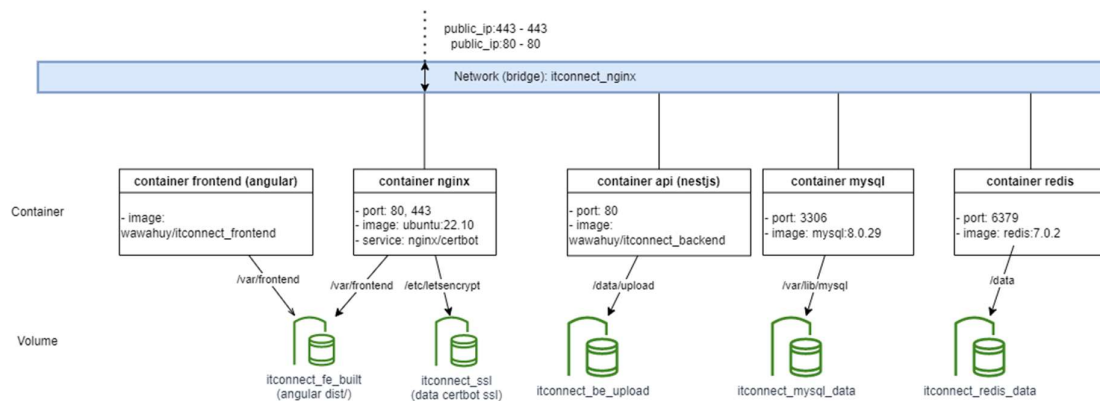 public_ip:443 - 443
public_ip:80 - 80
Network (bridge): itconnect_nginx
Container
container frontend (angular)
- image:
wawahuy/itconnect_frontend
container nginx
- port: 80, 443
- image: ubuntu:22.10
- service: nginx/certbot
container api (nestjs)
- port: 80
- image:
wawahuy/itconnect_backend
container mysql
- port: 3306
- image: mysql:8.0.29
container redis
- port: 6379
- image: redis:7.0.2
/var/frontend
/var/frontend
/etc/letsencrypt
/data/upload
/var/lib/mysql
/data
Volume
itconnect_fe_built
(angular dist/)
itconnect_ssl
(data certbot ssl)
itconnect_be_upload
itconnect_mysql_data
itconnect_redis_data